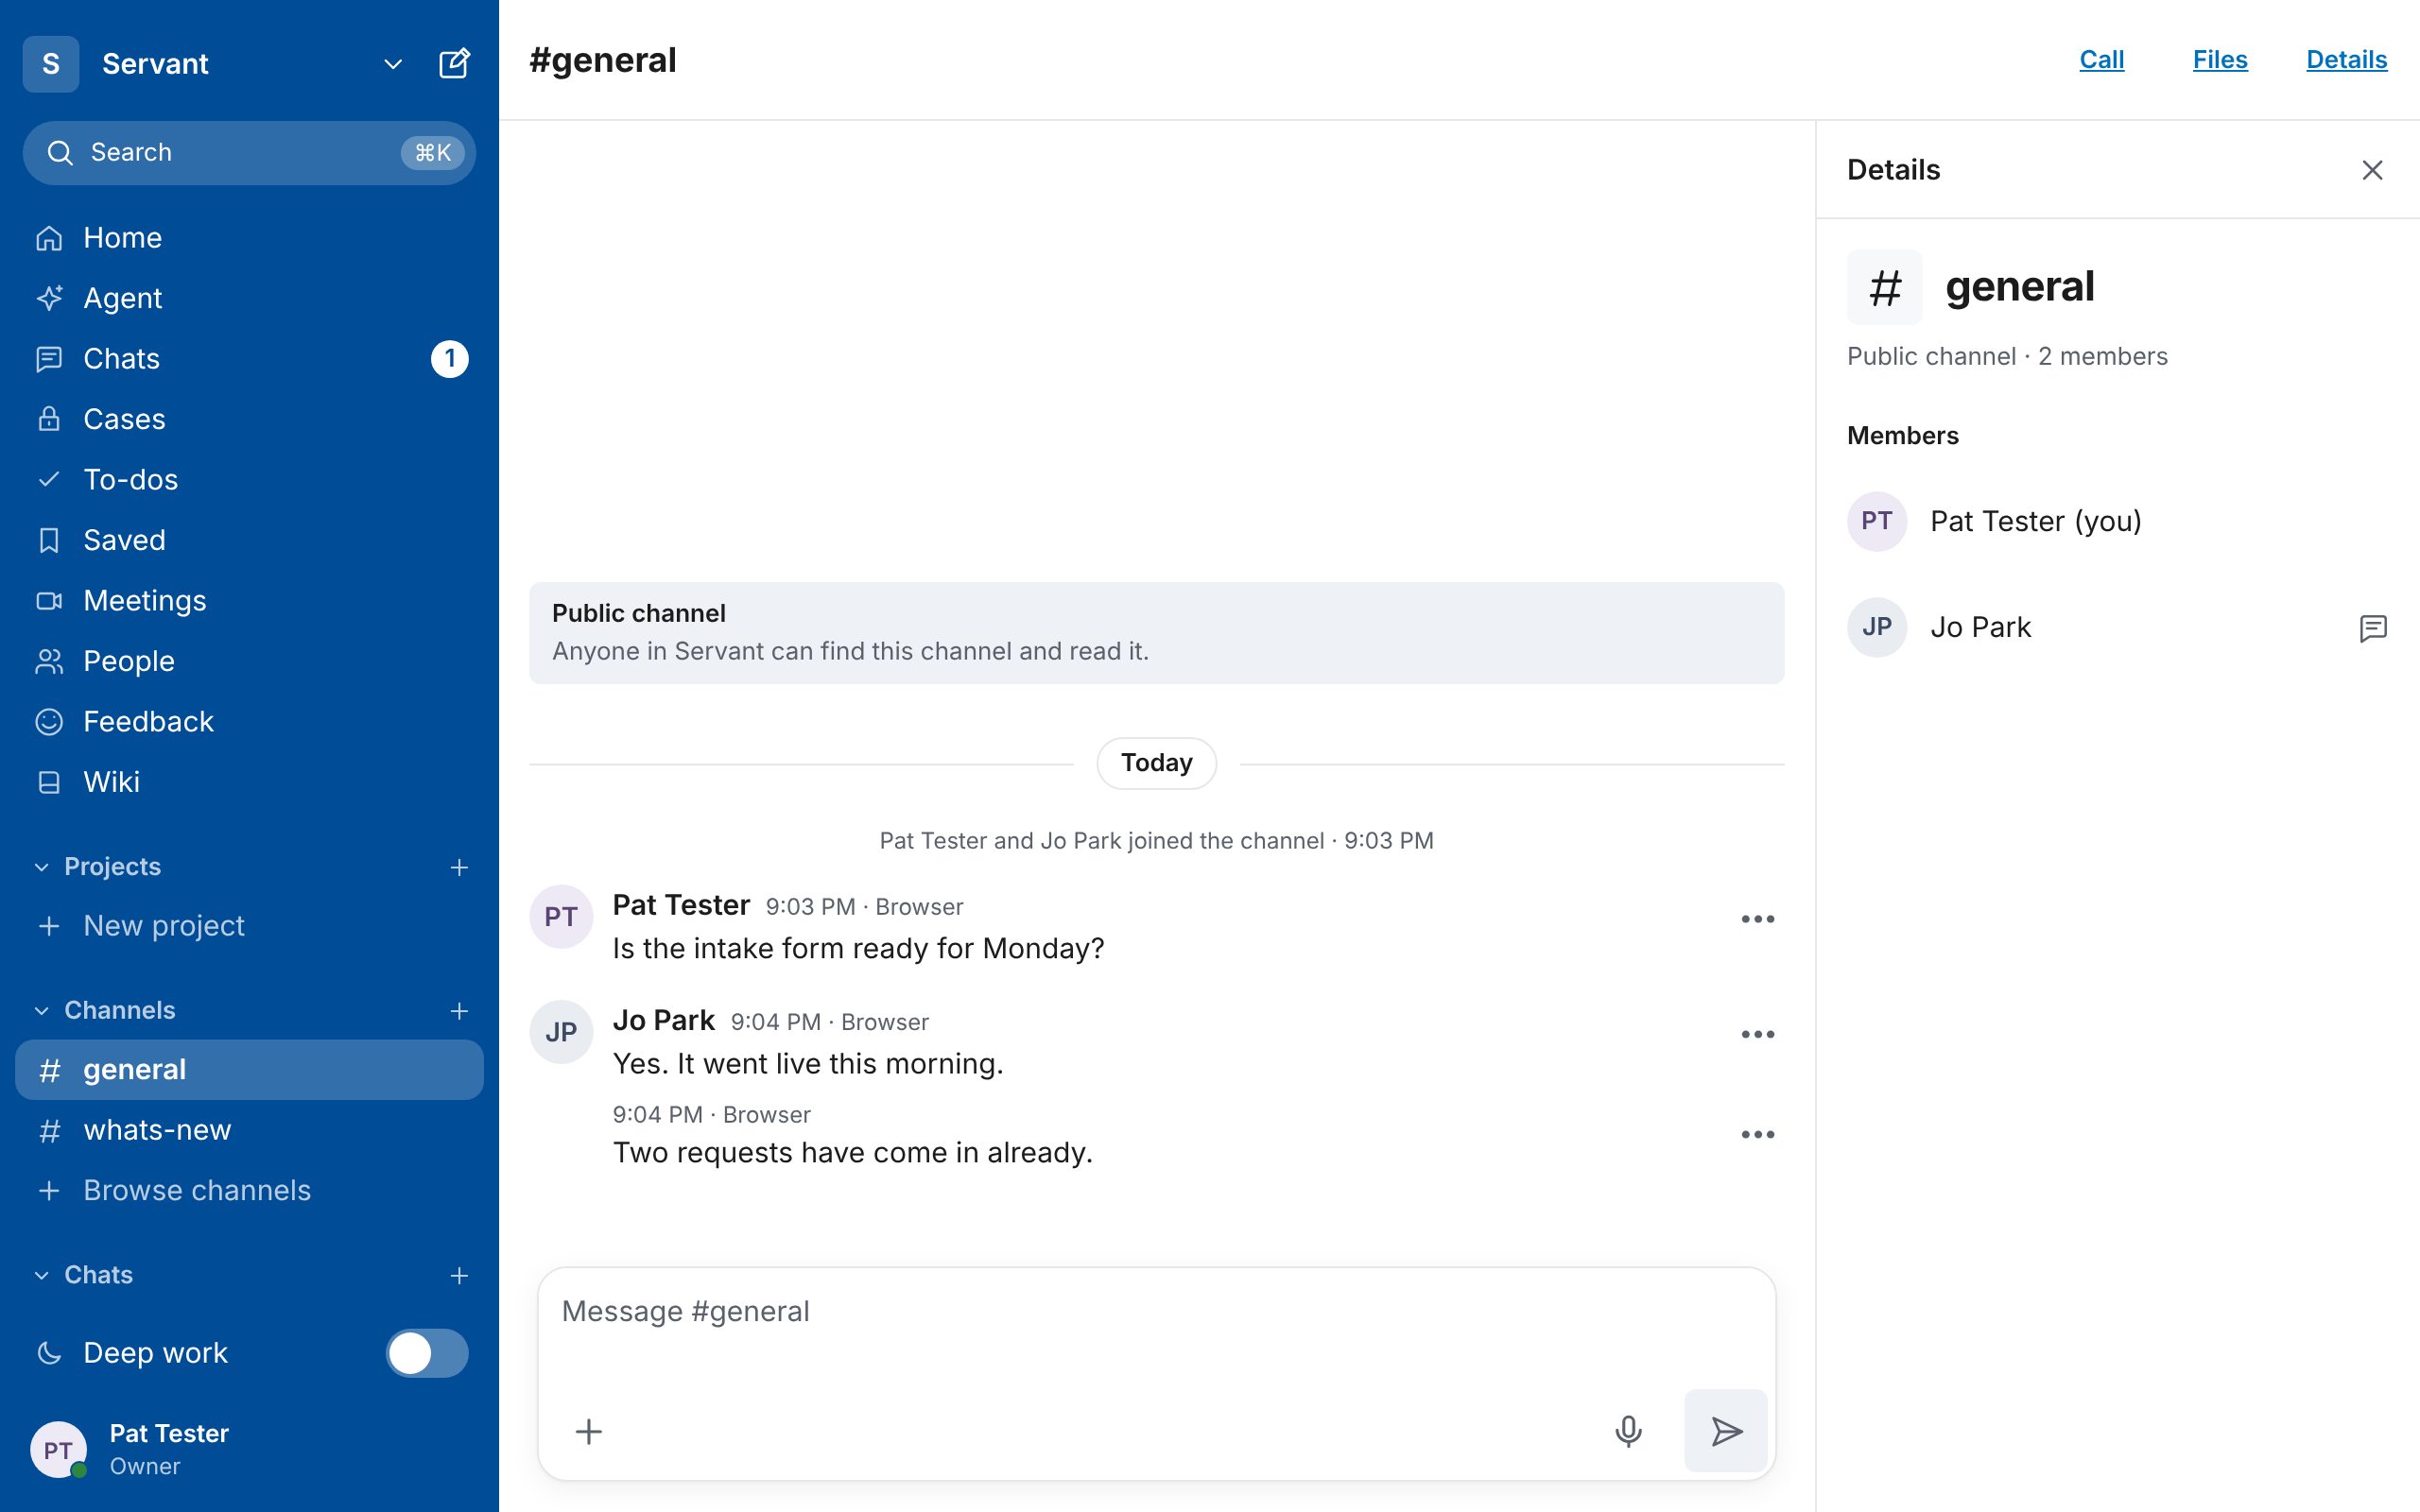 S Servant
Search ⌘K
Home
Agent
Chats 1
Cases
To-dos
Saved
Meetings
People
Feedback
Wiki
Projects
New project
Channels
# general
# whats-new
Browse channels
Chats
Deep work
PT Pat Tester
Owner
#general
Call Files Details
Public channel
Anyone in Servant can find this channel and read it.
Today
Pat Tester and Jo Park joined the channel · 9:03 PM
PT Pat Tester 9:03 PM · Browser
Is the intake form ready for Monday?
JP Jo Park 9:04 PM · Browser
Yes. It went live this morning.
9:04 PM · Browser
Two requests have come in already.
Message #general
Details
# general
Public channel · 2 members
Members
PT Pat Tester (you)
JP Jo Park